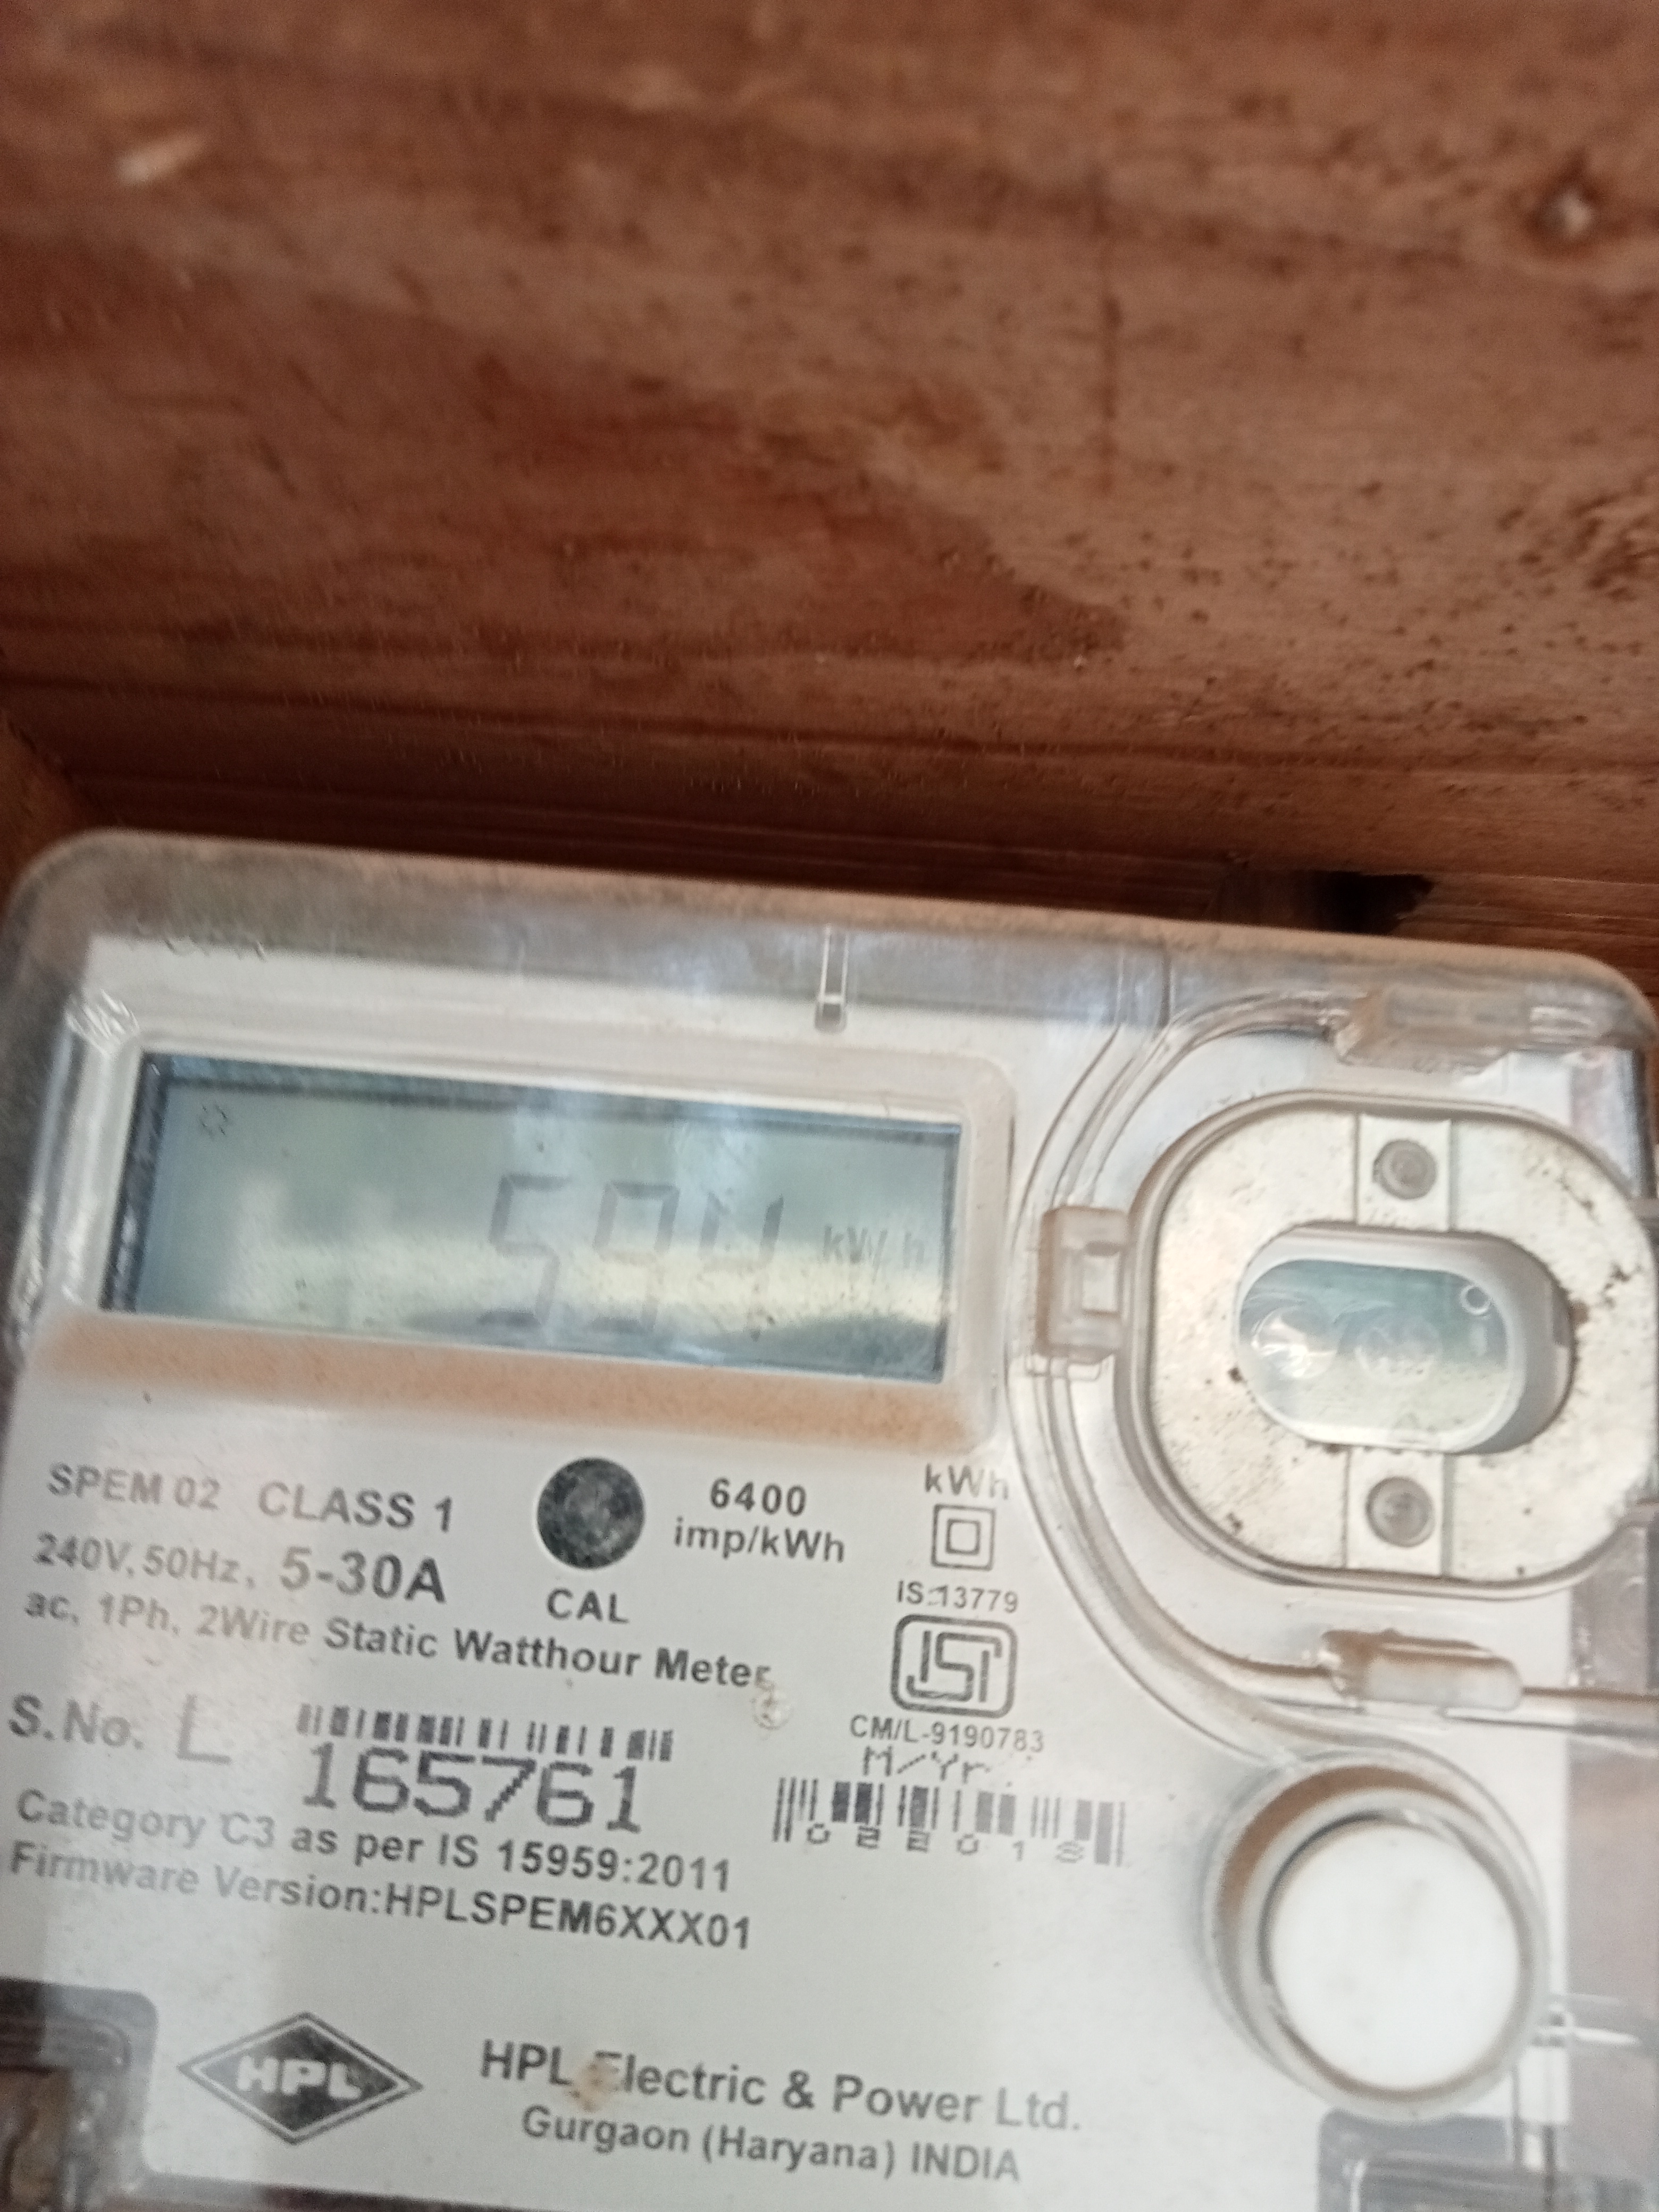 594 kWh
SPEM 02 CLASS 1
240V, 50Hz, 5-30A
ac, 1Ph, 2Wire Static Watthour Meter
CAL
6400
imp/kWh
kWh
IS:13779
ISI
CM/L-9190783
M/Yr
022018
S.No. L 165761
Category C3 as per IS 15959:2011
Firmware Version:HPLSPEM6XXX01
HPL
HPL Electric & Power Ltd.
Gurgaon (Haryana) INDIA